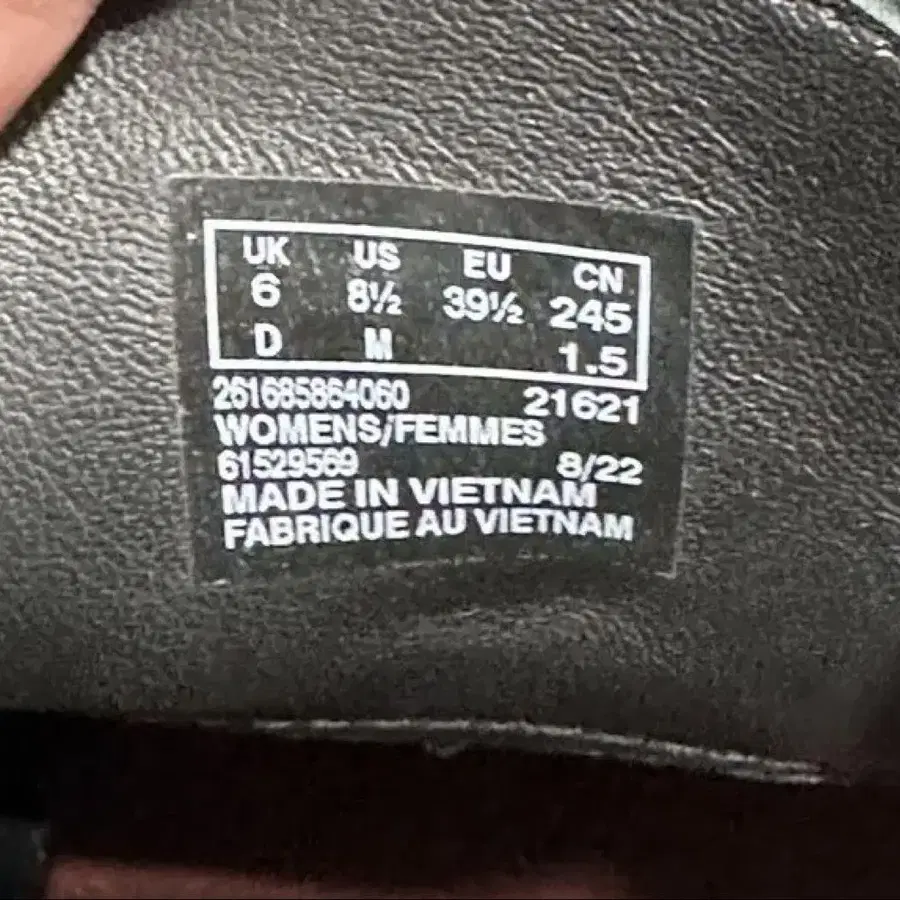 UK US EU CN
6 8½ 39½ 245
D M 1.5
261685864060 21621
WOMENS/FEMMES
61529569 8/22
MADE IN VIETNAM
FABRIQUE AU VIETNAM